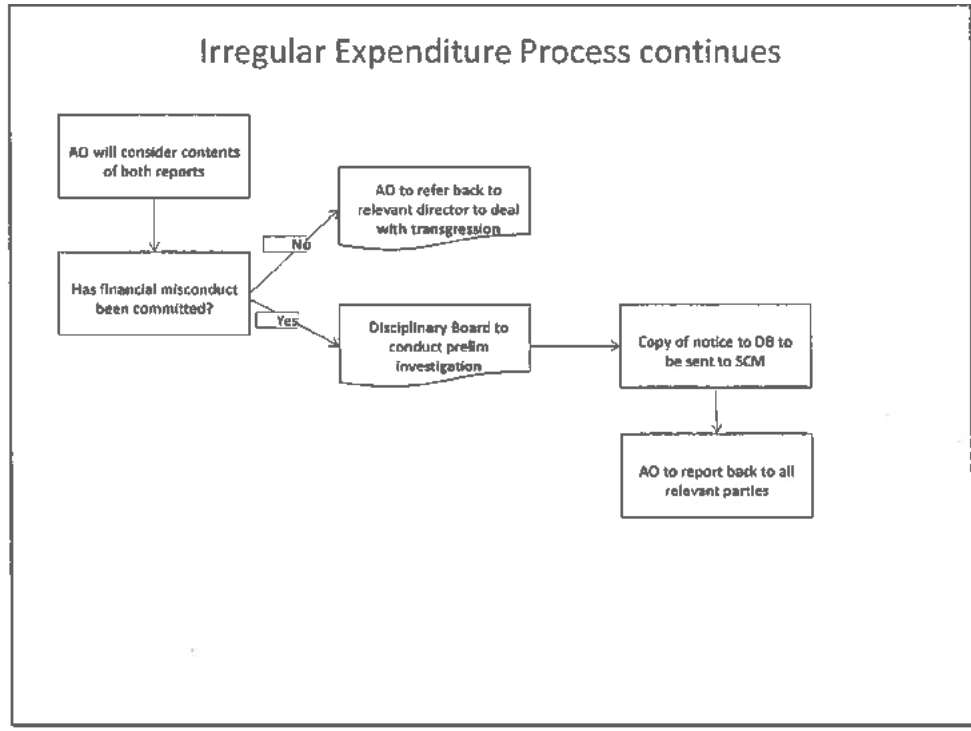 Irregular Expenditure Process continues
AO will consider contents
of both reports
AO to refer back to
relevant director to deal
with transgression
No
Has financial misconduct
been committed?
Yes
Disciplinary Board to
conduct prelim
investigation
Copy of notice to DB to
be sent to SCM
AO to report back to all
relevant parties